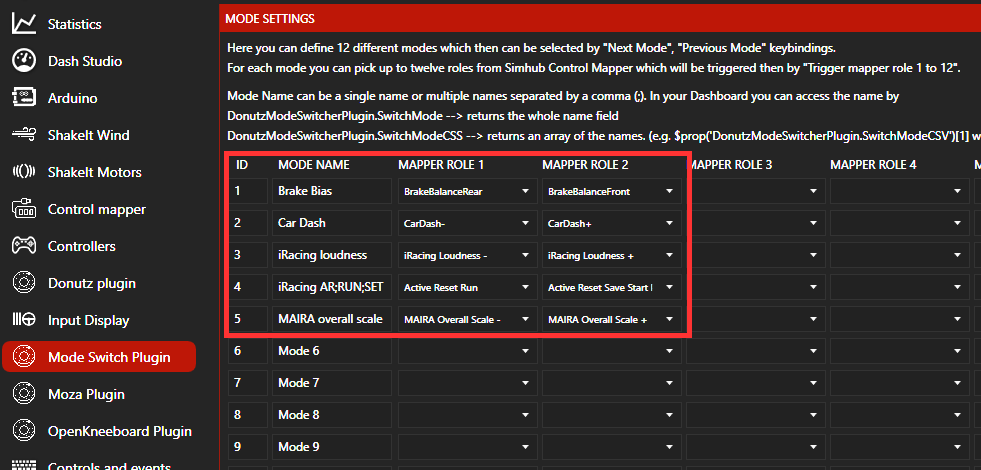 Statistics
Dash Studio
Arduino
ShakeIt Wind
ShakeIt Motors
Control mapper
Controllers
Donutz plugin
Input Display
Mode Switch Plugin
Moza Plugin
OpenKneeboard Plugin
Controls and events
MODE SETTINGS
Here you can define 12 different modes which then can be selected by "Next Mode", "Previous Mode" keybindings.
For each mode you can pick up to twelve roles from Simhub Control Mapper which will be triggered then by "Trigger mapper role 1 to 12".
Mode Name can be a single name or multiple names separated by a comma (;). In your Dashboard you can access the name by
DonutzModeSwitcherPlugin.SwitchMode --> returns the whole name field
DonutzModeSwitcherPlugin.SwitchModeCSS --> returns an array of the names. (e.g. $prop('DonutzModeSwitcherPlugin.SwitchModeCSV')[1] w
ID MODE NAME MAPPER ROLE 1 MAPPER ROLE 2 MAPPER ROLE 3 MAPPER ROLE 4
1 Brake Bias BrakeBalanceRear BrakeBalanceFront
2 Car Dash CarDash- CarDash+
3 iRacing loudness iRacing Loudness - iRacing Loudness +
4 iRacing AR;RUN;SET Active Reset Run Active Reset Save Start
5 MAIRA overall scale MAIRA Overall Scale - MAIRA Overall Scale +
6 Mode 6
7 Mode 7
8 Mode 8
9 Mode 9